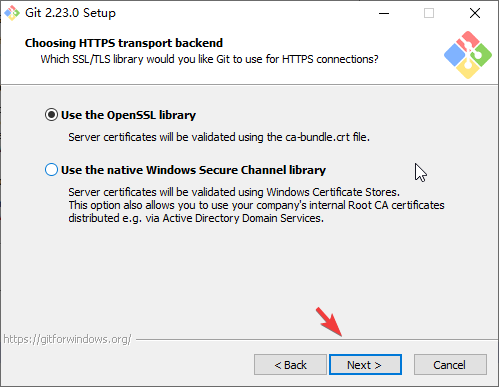 Git 2.23.0 Setup
Choosing HTTPS transport backend
Which SSL/TLS library would you like Git to use for HTTPS connections?
Use the OpenSSL library
Server certificates will be validated using the ca-bundle.crt file.
Use the native Windows Secure Channel library
Server certificates will be validated using Windows Certificate Stores.
This option also allows you to use your company's internal Root CA certificates
distributed e.g. via Active Directory Domain Services.
https://gitforwindows.org/
< Back
Next >
Cancel